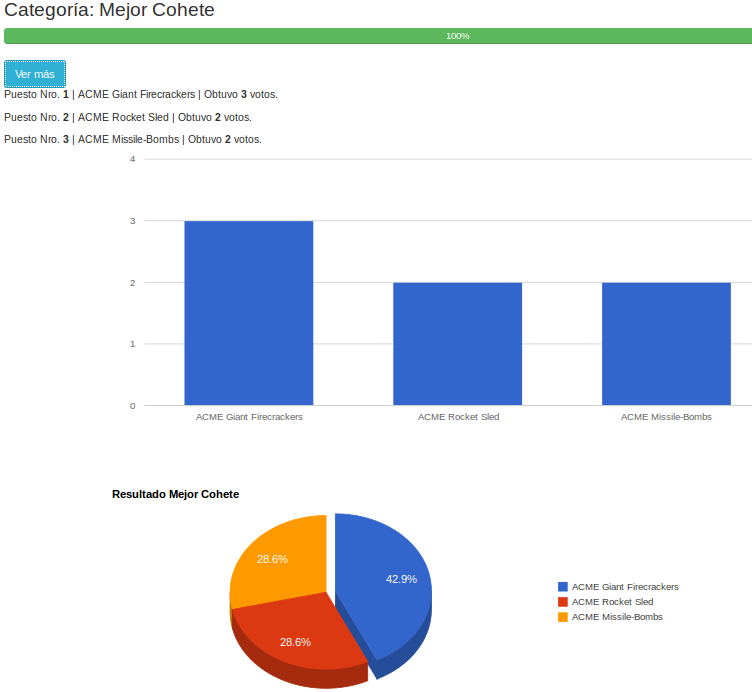 Categoría: Mejor Cohete
100%
Ver más
Puesto Nro. 1 | ACME Giant Firecrackers | Obtuvo 3 votos.
Puesto Nro. 2 | ACME Rocket Sled | Obtuvo 2 votos.
Puesto Nro. 3 | ACME Missile-Bombs | Obtuvo 2 votos.
4
3
2
1
0
ACME Giant Firecrackers ACME Rocket Sled ACME Missile-Bombs
Resultado Mejor Cohete
28.6%
42.9%
28.6%
ACME Giant Firecrackers
ACME Rocket Sled
ACME Missile-Bombs